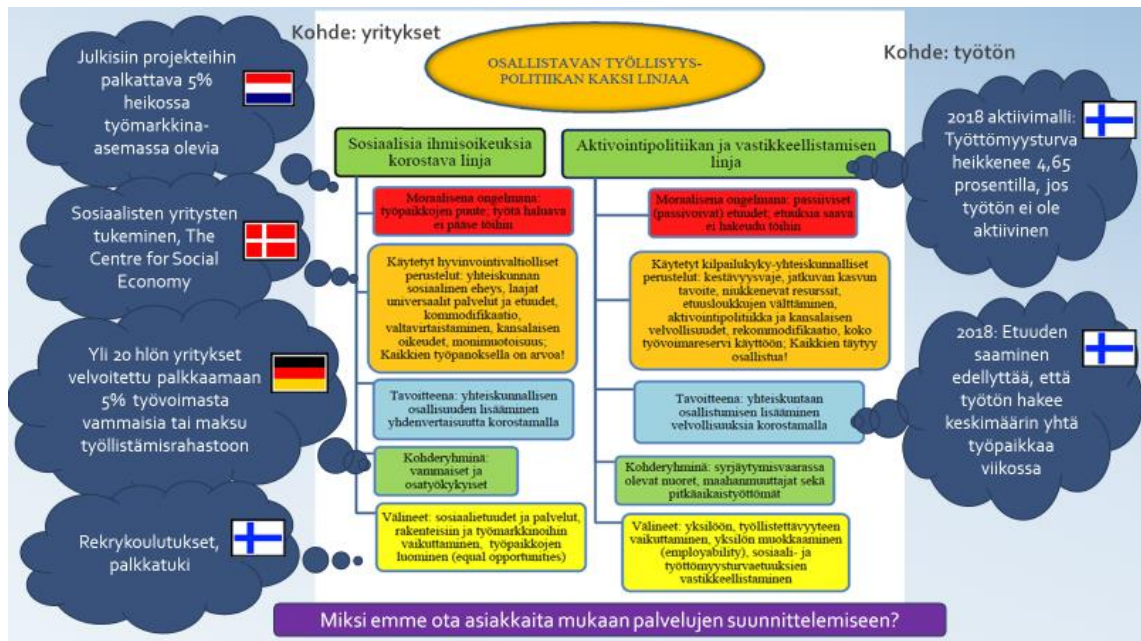 Kohde: yritykset
Kohde: työtön
OSALLISTAVAN TYÖLLISYYS-
POLITIIKAN KAKSI LINJAA
Julkisiin projekteihin
palkattava 5%
heikossa
työmarkkina-
asemassa olevia
Sosiaalisten yritysten
tukeminen, The
Centre for Social
Economy
Yli 20 hlön yritykset
velvoitettu palkkaamaan
5% työvoimasta
vammaisia tai maksu
työllistämisrahastoon
Rekrykoulutukset,
palkkatuki
Sosiaalisia ihmisoikeuksia
korostava linja
Moraalisena ongelmana:
työpaikkojen puute; työtä haluava
ei pääse töihin
Käytetyt hyvinvointivaltiolliset
perustelut: yhteiskunnan
sosiaalinen eheys, laajat
universaalit palvelut ja etuudet,
kommodifikaatio,
valtavirtaistaminen, kansalaisen
oikeudet, monimuotoisuus;
Kaikkien työpanoksella on arvoa!
Tavoitteena: yhteiskunnallisen
osallisuuden lisääminen
yhdenvertaisuutta korostamalla
Kohderyhminä:
vammaiset ja
osatyökykyiset
Välineet: sosiaalietuudet ja palvelut,
rakenteisiin ja työmarkkinoihin
vaikuttaminen, työpaikkojen
luominen (equal opportunities)
Aktivointipolitiikan ja vastikkeellistamisen
linja
Moraalisena ongelmana: passiiviset
(passivoivat) etuudet; etuuksia saava
ei hakeudu töihin
Käytetyt kilpailukyky-yhteiskunnalliset
perustelut: kestävyysvaje, jatkuvan kasvun
tavoite, niukkenevat resurssit,
etuusloukkujen välttäminen,
aktivointipolitiikka ja kansalaisen
velvollisuudet, rekommodifikaatio, koko
työvoimareservi käyttöön; Kaikkien täytyy
osallistua!
Tavoitteena: yhteiskuntaan
osallistumisen lisääminen
velvollisuuksia korostamalla
Kohderyhminä: syrjäytymisvaarassa
olevat nuoret, maahanmuuttajat sekä
pitkäaikaistyöttömät
Välineet: yksilöön, työllistettävyyteen
vaikuttaminen, yksilön muokkaaminen
(employability), sosiaali- ja
työttömyysturvaetuuksien
vastikkeellistaminen
2018 aktiivimalli:
Työttömyysturva
heikkenee 4,65
prosentilla, jos
työtön ei ole
aktiivinen
2018: Etuuden
saaminen
edellyttää, että
työtön hakee
keskimäärin yhtä
työpaikkaa
viikossa
Miksi emme ota asiakkaita mukaan palvelujen suunnittelemiseen?